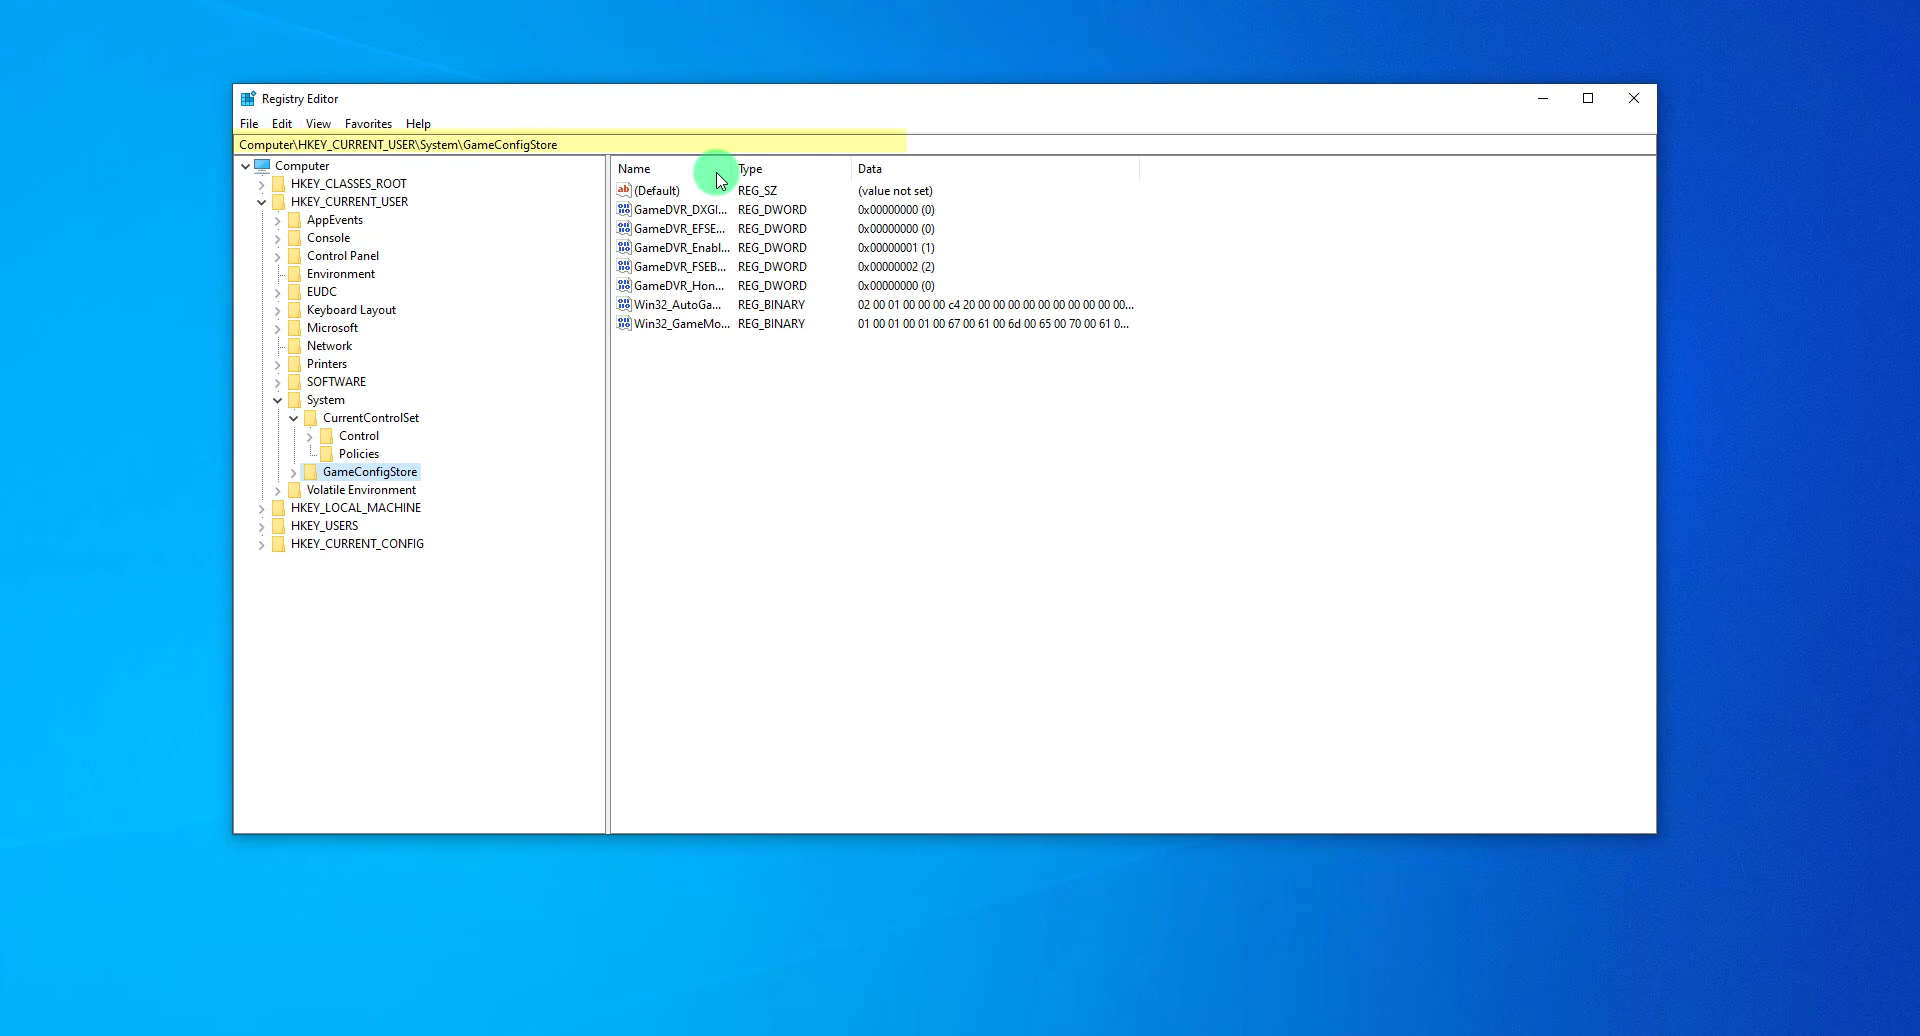 Registry Editor
File Edit View Favorites Help
Computer\HKEY_CURRENT_USER\System\GameConfigStore
Computer
HKEY_CLASSES_ROOT
HKEY_CURRENT_USER
AppEvents
Console
Control Panel
Environment
EUDC
Keyboard Layout
Microsoft
Network
Printers
SOFTWARE
System
CurrentControlSet
Control
Policies
GameConfigStore
Volatile Environment
HKEY_LOCAL_MACHINE
HKEY_USERS
HKEY_CURRENT_CONFIG
Name Type Data
(Default) REG_SZ (value not set)
GameDVR_DXGI... REG_DWORD 0x00000000 (0)
GameDVR_EFSE... REG_DWORD 0x00000000 (0)
GameDVR_Enabl... REG_DWORD 0x00000001 (1)
GameDVR_FSEB... REG_DWORD 0x00000002 (2)
GameDVR_Hon... REG_DWORD 0x00000000 (0)
Win32_AutoGa... REG_BINARY 02 00 01 00 00 00 c4 20 00 00 00 00 00 00 00 00 00...
Win32_GameMo... REG_BINARY 01 00 01 00 01 00 67 00 61 00 6d 00 65 00 70 00 61 0...